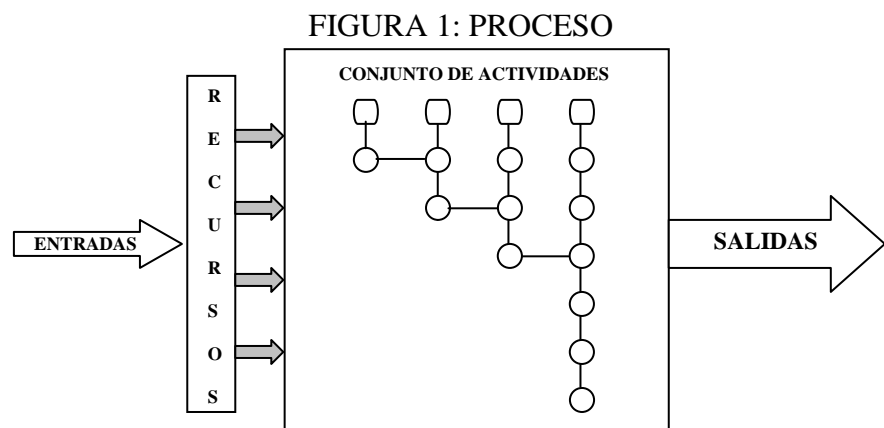 FIGURA 1: PROCESO
CONJUNTO DE ACTIVIDADES
R
E
C
U
R
S
O
S
ENTRADAS
SALIDAS